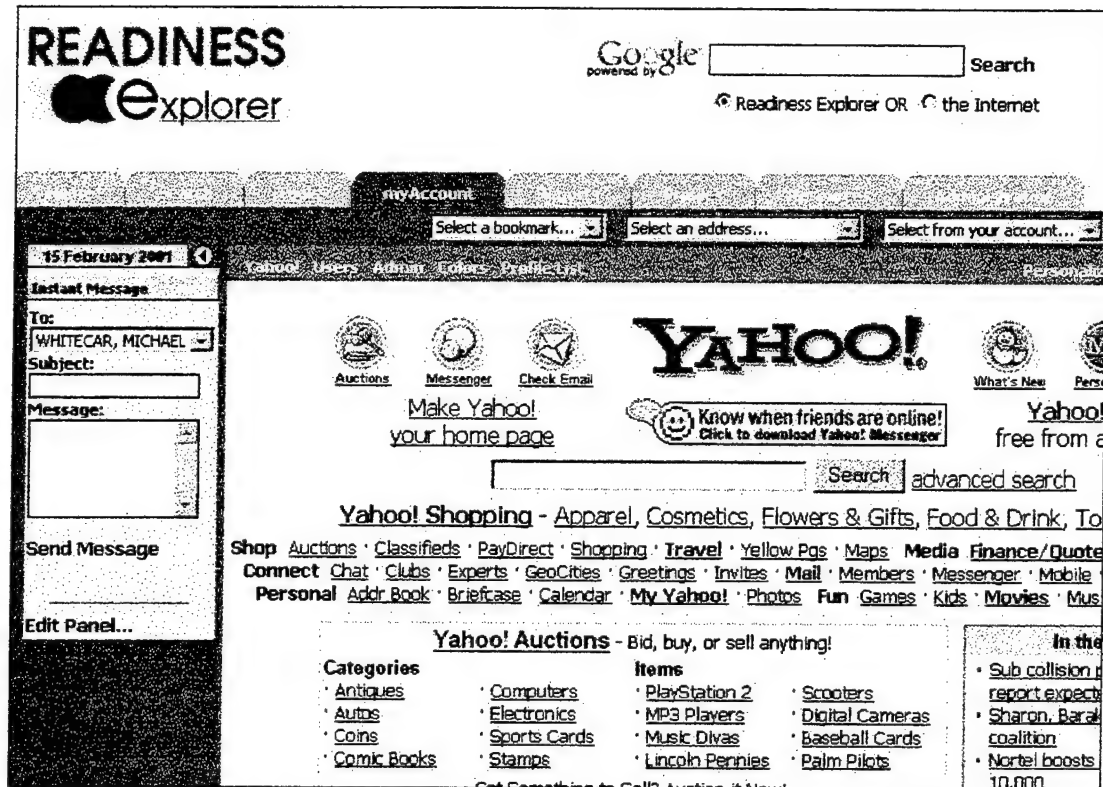 READINESS
explorer
Google
powered by
Search
Readiness Explorer OR the Internet
myAccount
Select a bookmark...
Select an address...
Select from your account...
15 February 2001
Yahoo! Users Admin Colors Profile List
Instant Message
To:
WHITECAR, MICHAEL
Subject:
Message:
Send Message
Edit Panel...
Auctions
Messenger
Check Email
YAHOO!
What's New
Make Yahoo!
your home page
Know when friends are online!
Click to download Yahoo! Messenger
Yahoo!
free from a
Search
advanced search
Yahoo! Shopping - Apparel, Cosmetics, Flowers & Gifts, Food & Drink, To
Shop Auctions · Classifieds · PayDirect · Shopping · Travel · Yellow Pgs · Maps Media Finance/Quote
Connect Chat · Clubs · Experts · GeoCities · Greetings · Invites · Mail · Members · Messenger · Mobile ·
Personal Addr Book · Briefcase · Calendar · My Yahoo! · Photos Fun Games · Kids · Movies · Mus
Yahoo! Auctions - Bid, buy, or sell anything!
Categories
· Antiques
· Autos
· Coins
· Comic Books
· Computers
· Electronics
· Sports Cards
· Stamps
Items
· PlayStation 2
· MP3 Players
· Music Divas
· Lincoln Pennies
· Scooters
· Digital Cameras
· Baseball Cards
· Palm Pilots
In the
· Sub collision
report expect
· Sharon, Barak
coalition
· Nortel boosts
10,000